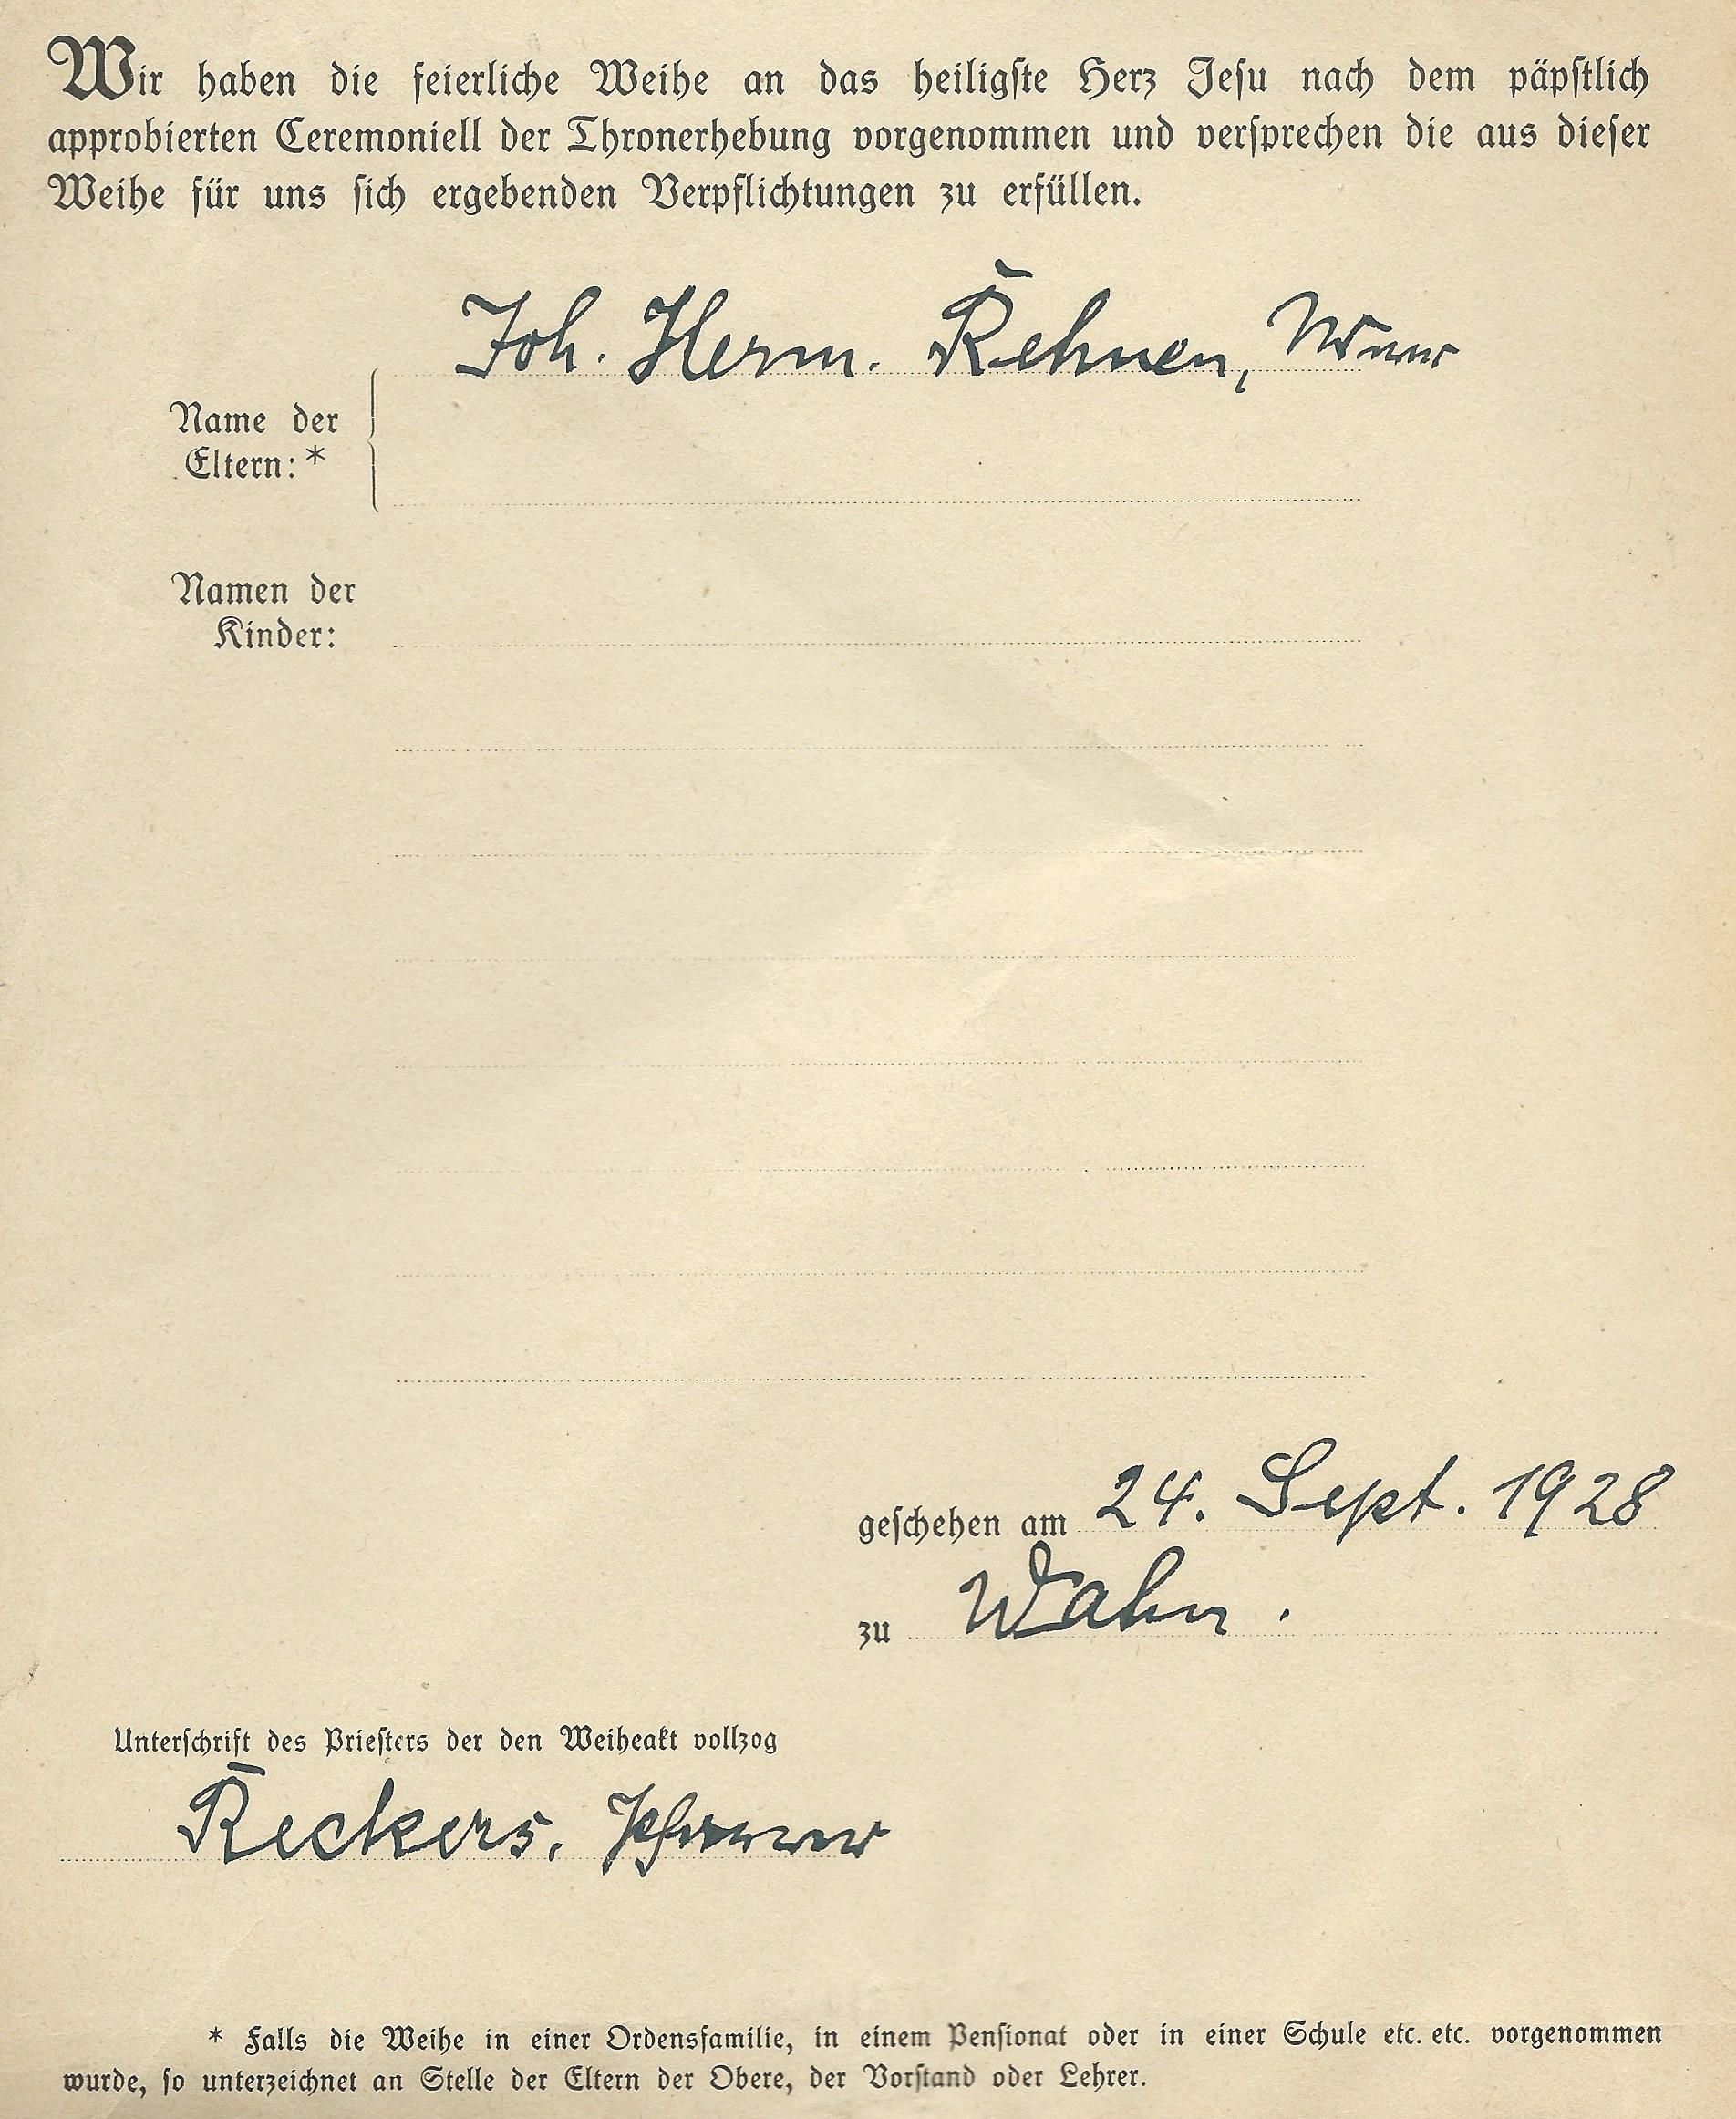 Wir haben die feierliche Weihe an das heiligste Herz Jesu nach dem päpstlich
approbierten Ceremoniell der Thronerhebung vorgenommen und versprechen die aus dieser
Weihe für uns sich ergebenden Verpflichtungen zu erfüllen.
Joh. Herm. Rehnen,
Name der
Eltern: *
Namen der
Kinder:
geschehen am 24. Sept. 1928
zu Wahn.
Unterschrift des Priesters der den Weiheakt vollzog
Reckers. Pfarrer
* Falls die Weihe in einer Ordensfamilie, in einem Pensionat oder in einer Schule etc. etc. vorgenommen
wurde, so unterzeichnet an Stelle der Eltern der Obere, der Vorstand oder Lehrer.